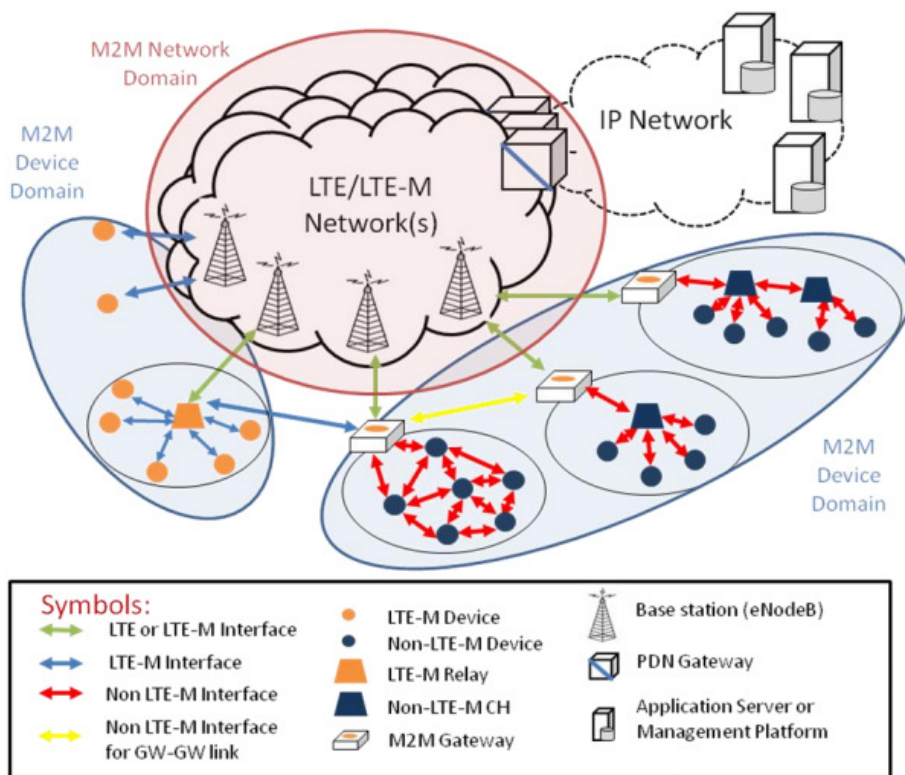 M2M Network
Domain
IP Network
M2M
Device
Domain
LTE/LTE-M
Network(s)
M2M
Device
Domain
Symbols:
LTE or LTE-M Interface
LTE-M Interface
Non LTE-M Interface
Non LTE-M Interface
for GW-GW link
LTE-M Device
Non-LTE-M Device
LTE-M Relay
Non-LTE-M CH
M2M Gateway
Base station (eNodeB)
PDN Gateway
Application Server or
Management Platform